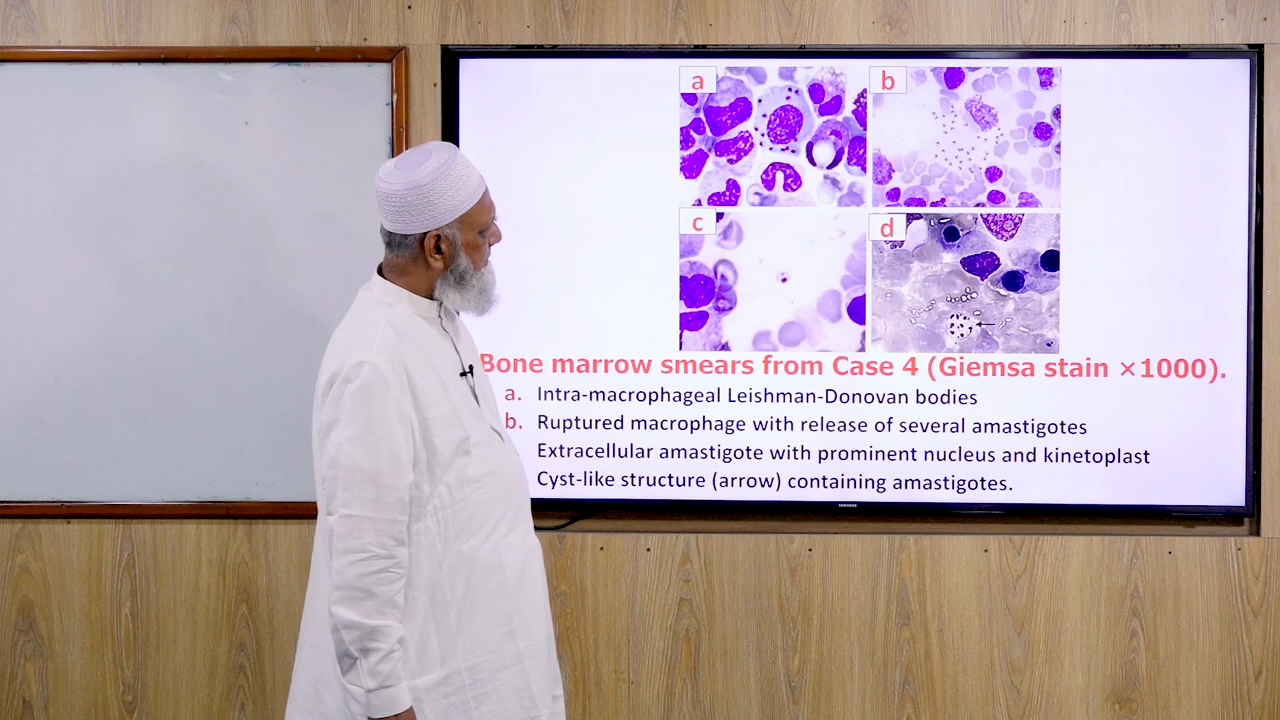 a
b
c
d
Bone marrow smears from Case 4 (Giemsa stain ×1000).
a. Intra-macrophageal Leishman-Donovan bodies
b. Ruptured macrophage with release of several amastigotes
Extracellular amastigote with prominent nucleus and kinetoplast
Cyst-like structure (arrow) containing amastigotes.
SAMSUNG